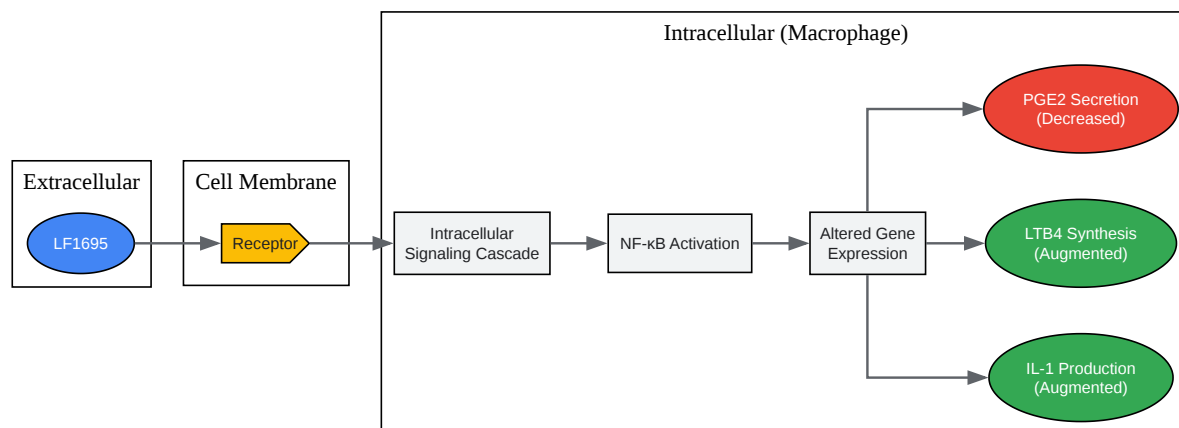 Intracellular (Macrophage)
PGE2 Secretion
(Decreased)
Extracellular
Cell Membrane
LF1695
Receptor
Intracellular
Signaling Cascade
NF-κB Activation
Altered Gene
Expression
LTB4 Synthesis
(Augmented)
IL-1 Production
(Augmented)